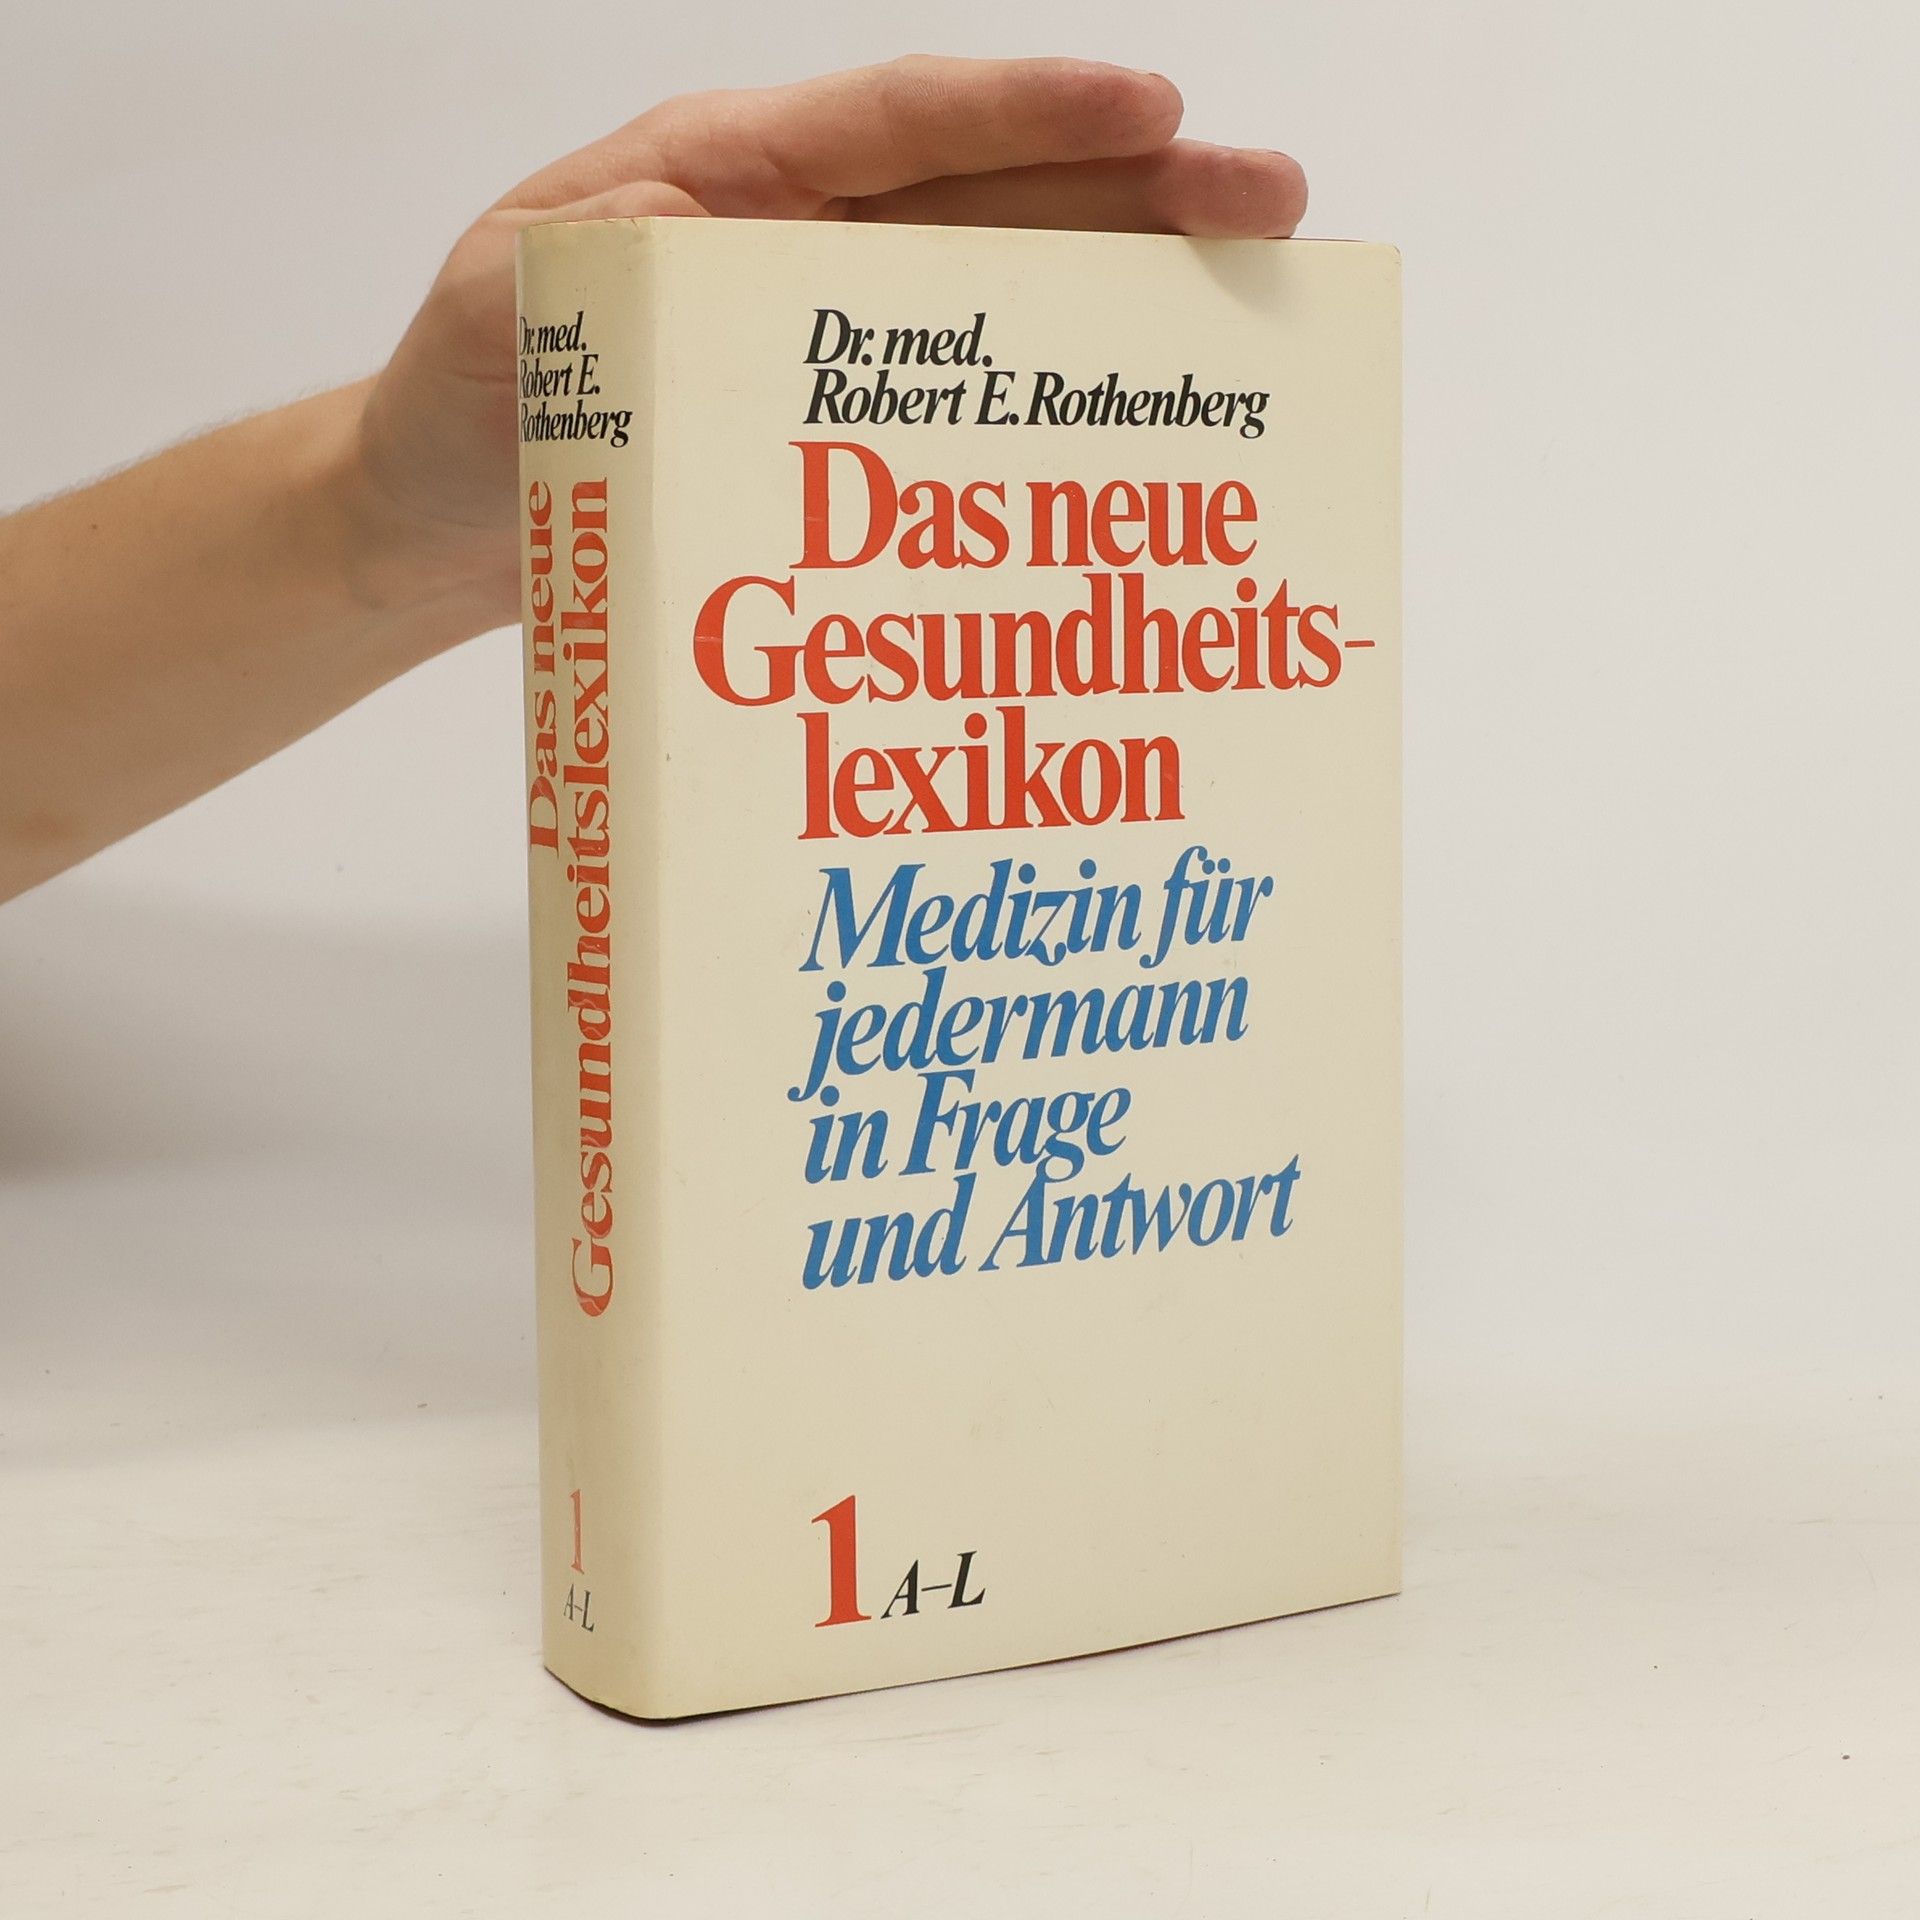 Dr. med.
Robert E.
Rothenberg
Das neue
Gesundheitslexikon
1
A–L
Dr. med.
Robert E. Rothenberg
Das neue
Gesundheits-
lexikon
Medizin für
jedermann
in Frage
und Antwort
1 A–L